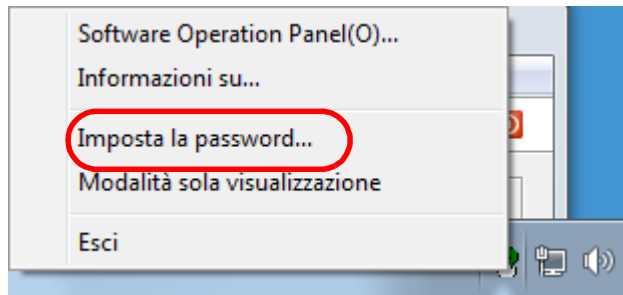 Software Operation Panel(O)...
Informazioni su...
Imposta la password...
Modalità sola visualizzazione
Esci